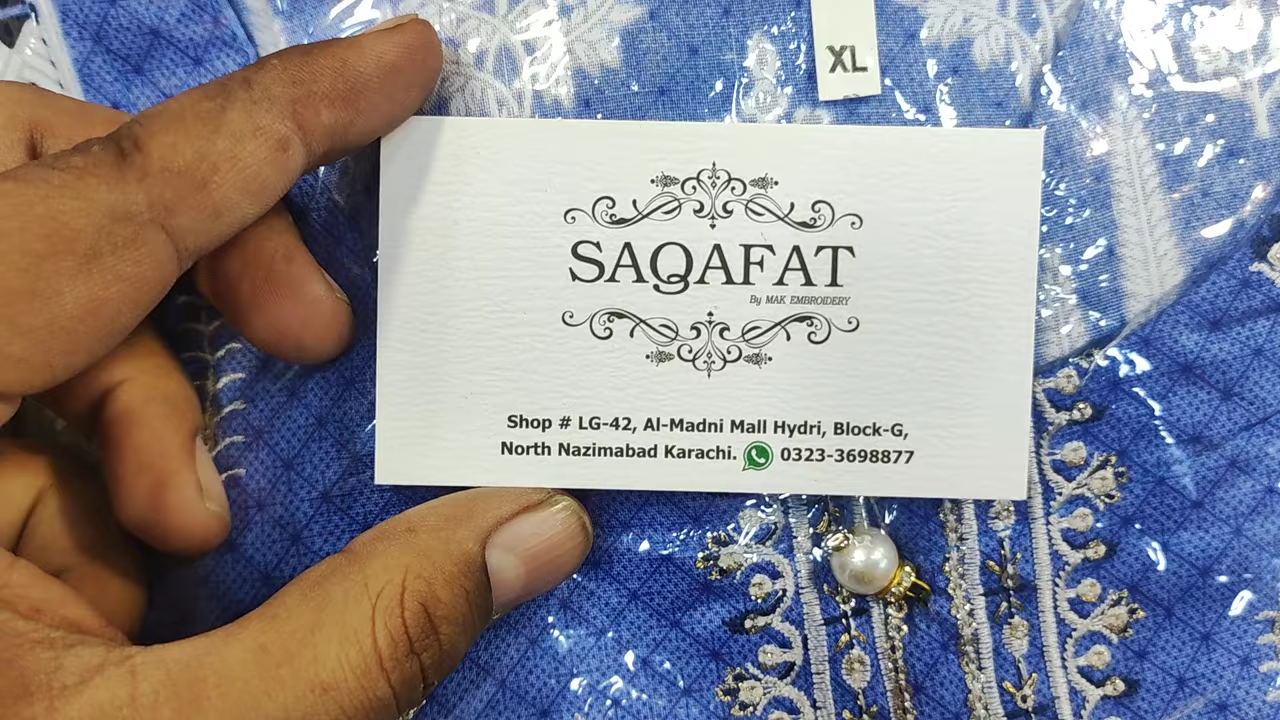 XL
SAQAFAT
By MAK EMBROIDERY
Shop # LG-42, Al-Madni Mall Hydri, Block-G,
North Nazimabad Karachi. 0323-3698877